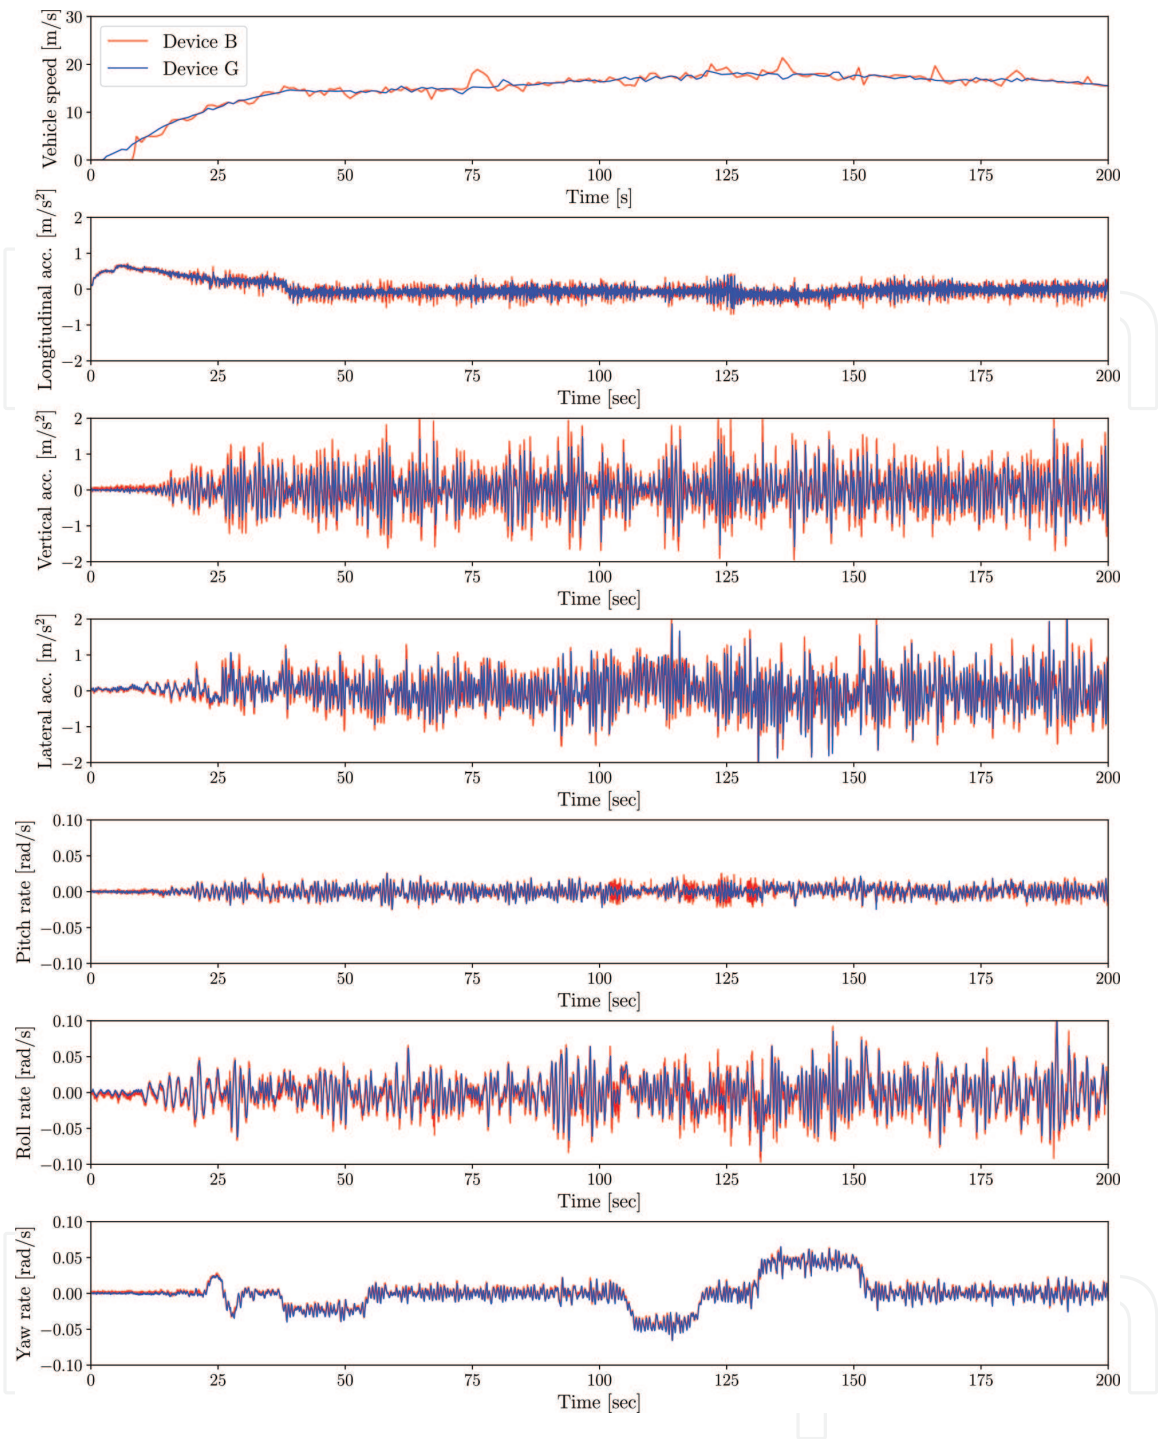 Vehicle speed [m/s]
30
20
10
0
Device B
Device G
0 25 50 75 100 125 150 175 200
Time [s]
Longitudinal acc. [m/s²]
2
1
0
−1
−2
0 25 50 75 100 125 150 175 200
Time [sec]
Vertical acc. [m/s²]
2
1
0
−1
−2
0 25 50 75 100 125 150 175 200
Time [sec]
Lateral acc. [m/s²]
2
1
0
−1
−2
0 25 50 75 100 125 150 175 200
Time [sec]
Pitch rate [rad/s]
0.10
0.05
0.00
−0.05
−0.10
0 25 50 75 100 125 150 175 200
Time [sec]
Roll rate [rad/s]
0.10
0.05
0.00
−0.05
−0.10
0 25 50 75 100 125 150 175 200
Time [sec]
Yaw rate [rad/s]
0.10
0.05
0.00
−0.05
−0.10
0 25 50 75 100 125 150 175 200
Time [sec]